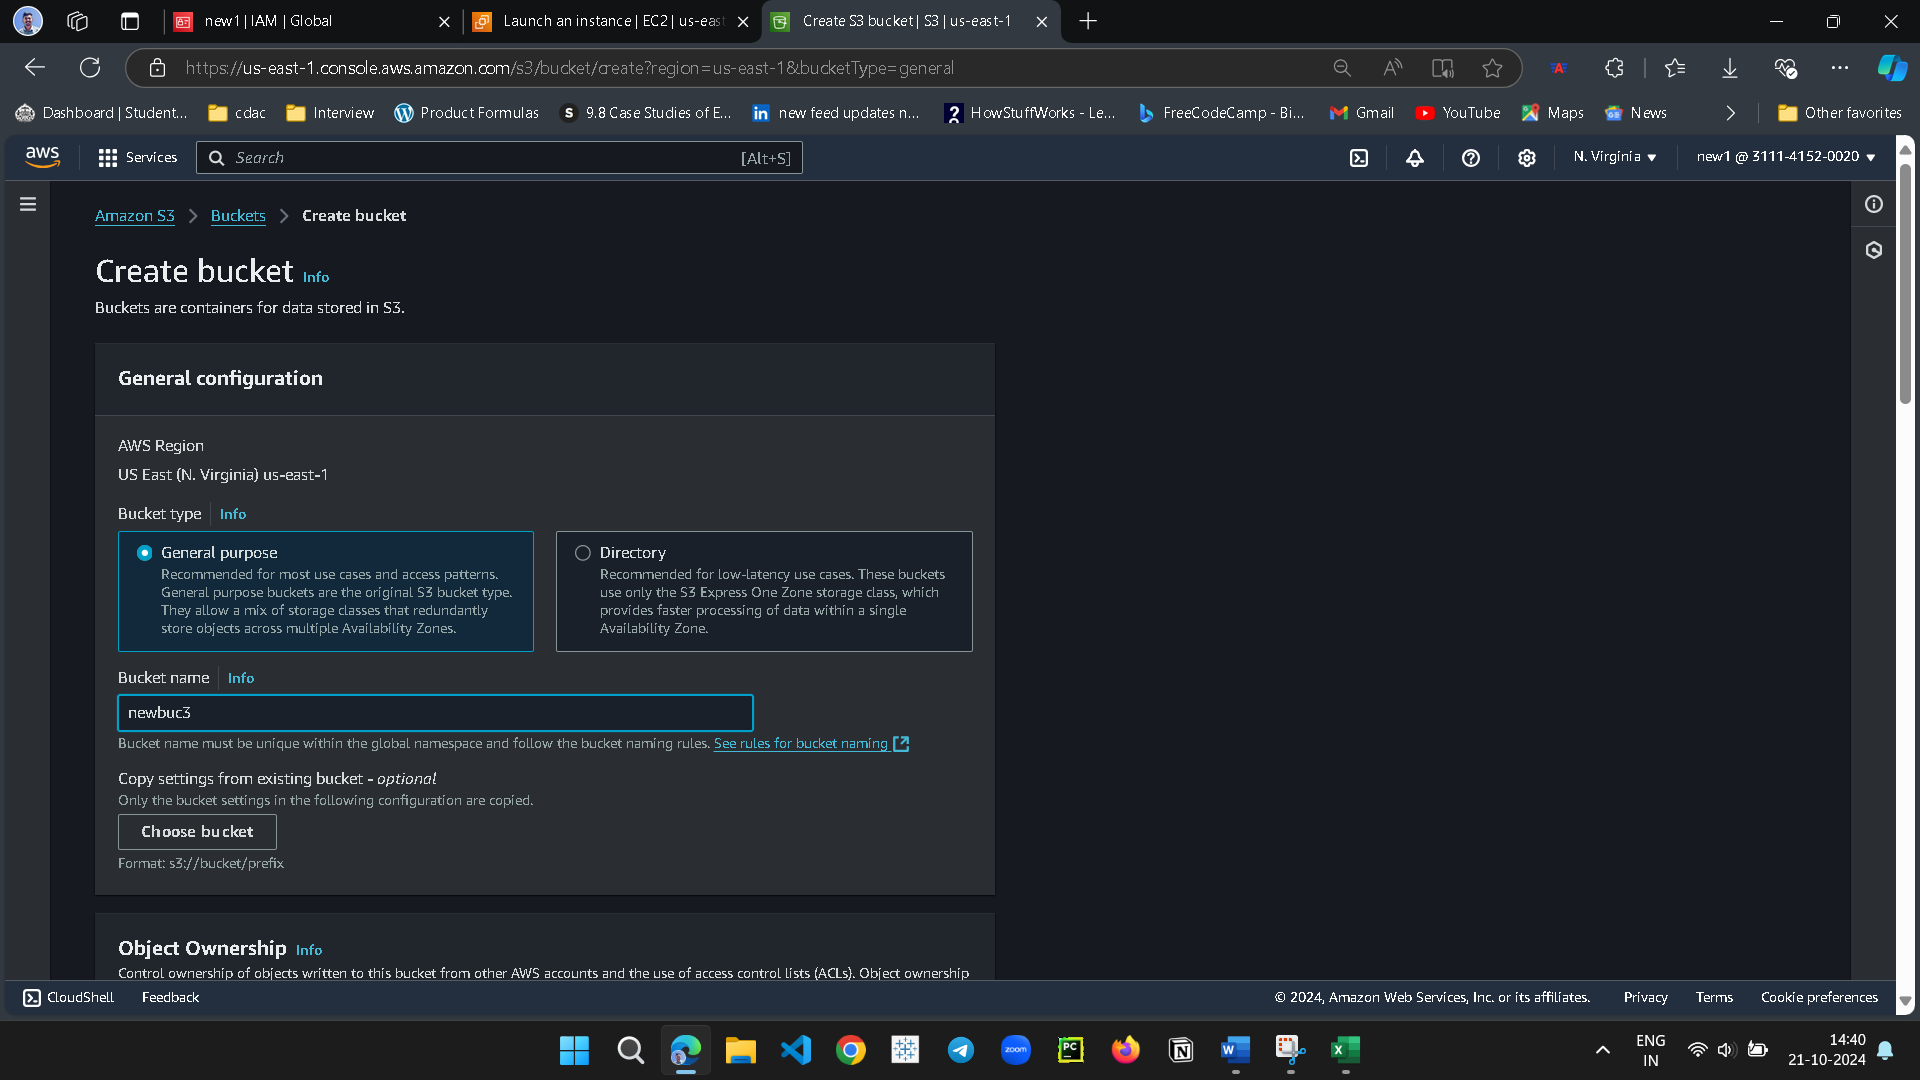 new1 | IAM | Global
Launch an instance | EC2 | us-east
Create S3 bucket | S3 | us-east-1
https://us-east-1.console.aws.amazon.com/s3/bucket/create?region=us-east-1&bucketType=general
Dashboard | Student...
cdac
Interview
Product Formulas
9.8 Case Studies of E...
new feed updates n...
HowStuffWorks - Le...
FreeCodeCamp - Bi...
Gmail
YouTube
Maps
News
Other favorites
aws
Services
Search
[Alt+S]
N. Virginia
new1 @ 3111-4152-0020
Amazon S3
Buckets
Create bucket
Create bucket Info
Buckets are containers for data stored in S3.
General configuration
AWS Region
US East (N. Virginia) us-east-1
Bucket type Info
General purpose
Recommended for most use cases and access patterns.
General purpose buckets are the original S3 bucket type.
They allow a mix of storage classes that redundantly
store objects across multiple Availability Zones.
Directory
Recommended for low-latency use cases. These buckets
use only the S3 Express One Zone storage class, which
provides faster processing of data within a single
Availability Zone.
Bucket name Info
newbuc3
Bucket name must be unique within the global namespace and follow the bucket naming rules. See rules for bucket naming
Copy settings from existing bucket - optional
Only the bucket settings in the following configuration are copied.
Choose bucket
Format: s3://bucket/prefix
Object Ownership Info
Control ownership of objects written to this bucket from other AWS accounts and the use of access control lists (ACLs). Object ownership
CloudShell
Feedback
© 2024, Amazon Web Services, Inc. or its affiliates.
Privacy
Terms
Cookie preferences
zoom
PC
ENG
IN
14:40
21-10-2024